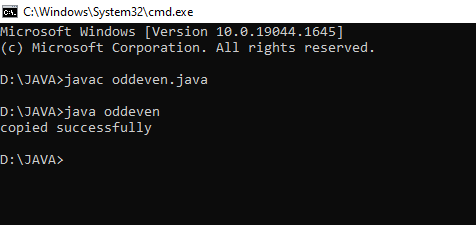 C:\Windows\System32\cmd.exe
Microsoft Windows [Version 10.0.19044.1645]
(c) Microsoft Corporation. All rights reserved.
D:\JAVA>javac oddeven.java
D:\JAVA>java oddeven
copied successfully
D:\JAVA>